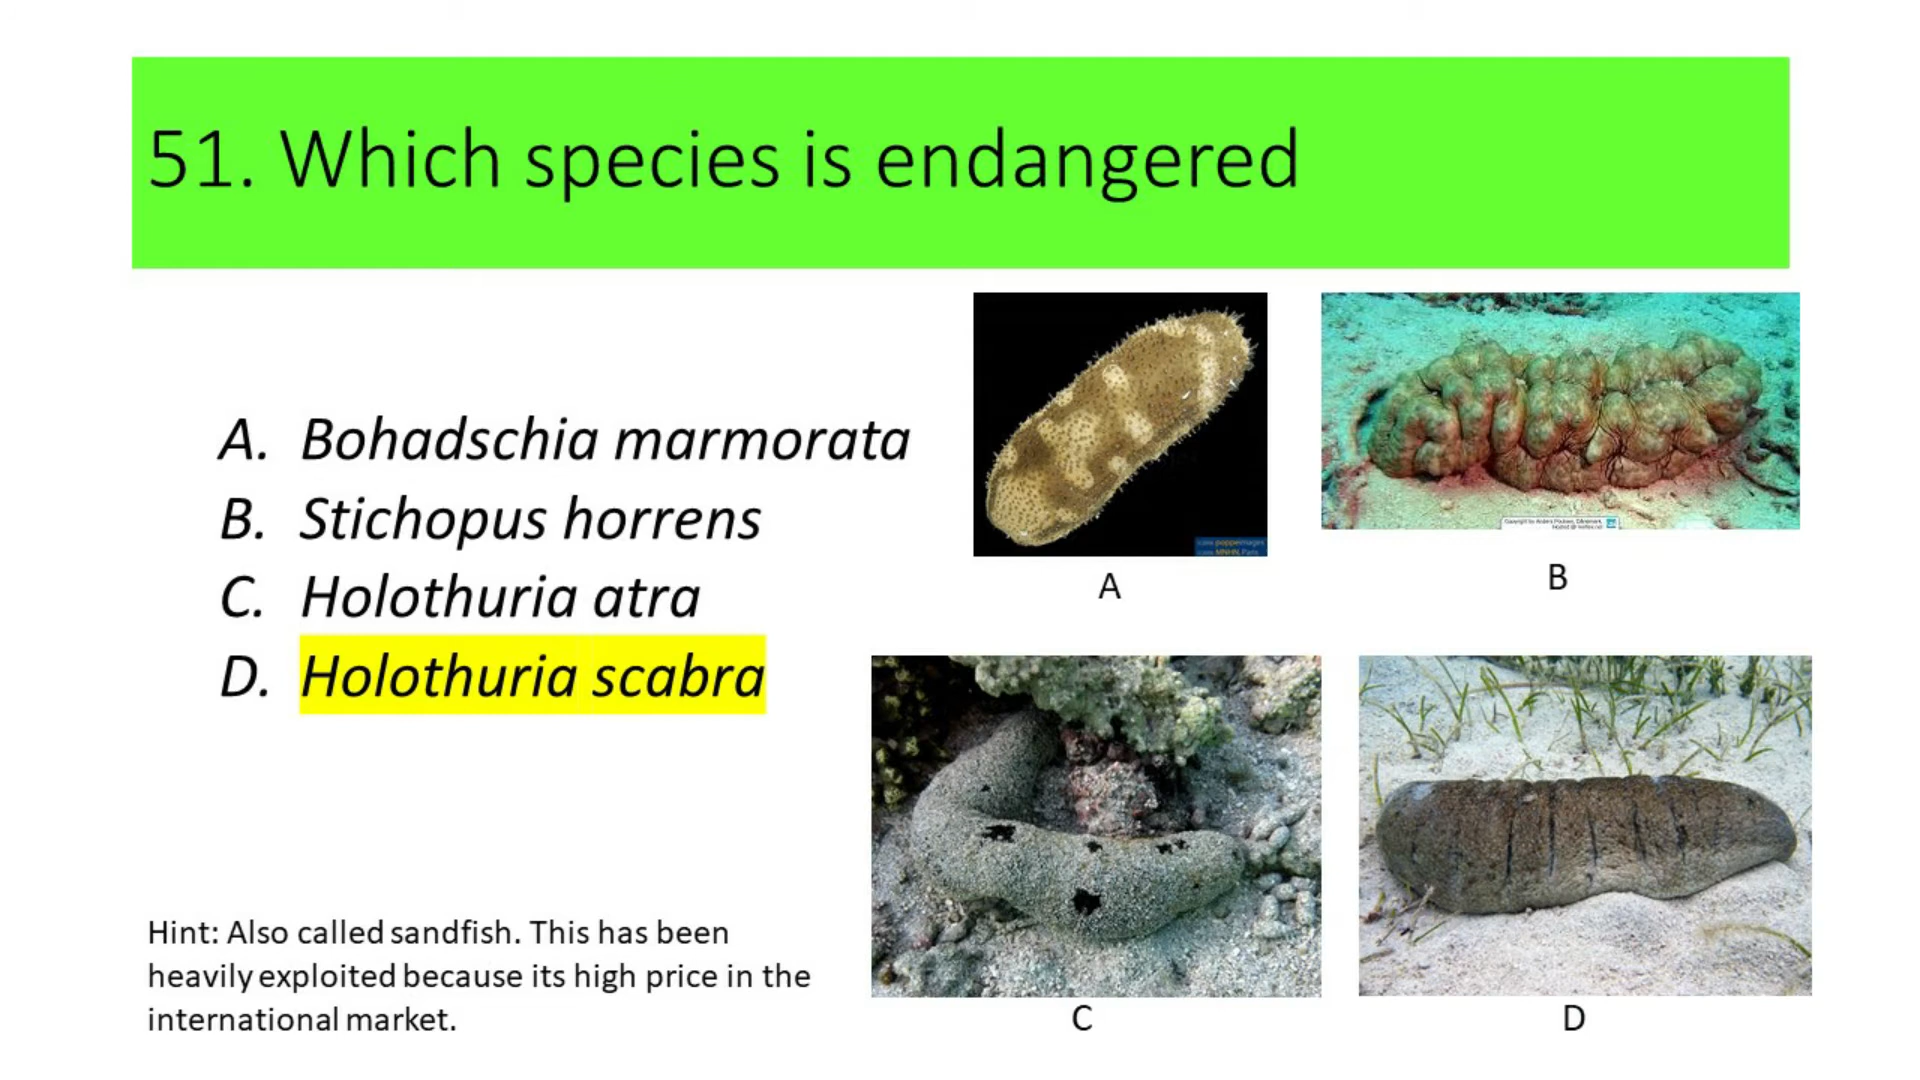 51. Which species is endangered
A. Bohadschia marmorata
B. Stichopus horrens
C. Holothuria atra
D. Holothuria scabra
Hint: Also called sandfish. This has been
heavily exploited because its high price in the
international market.
A
B
C
D